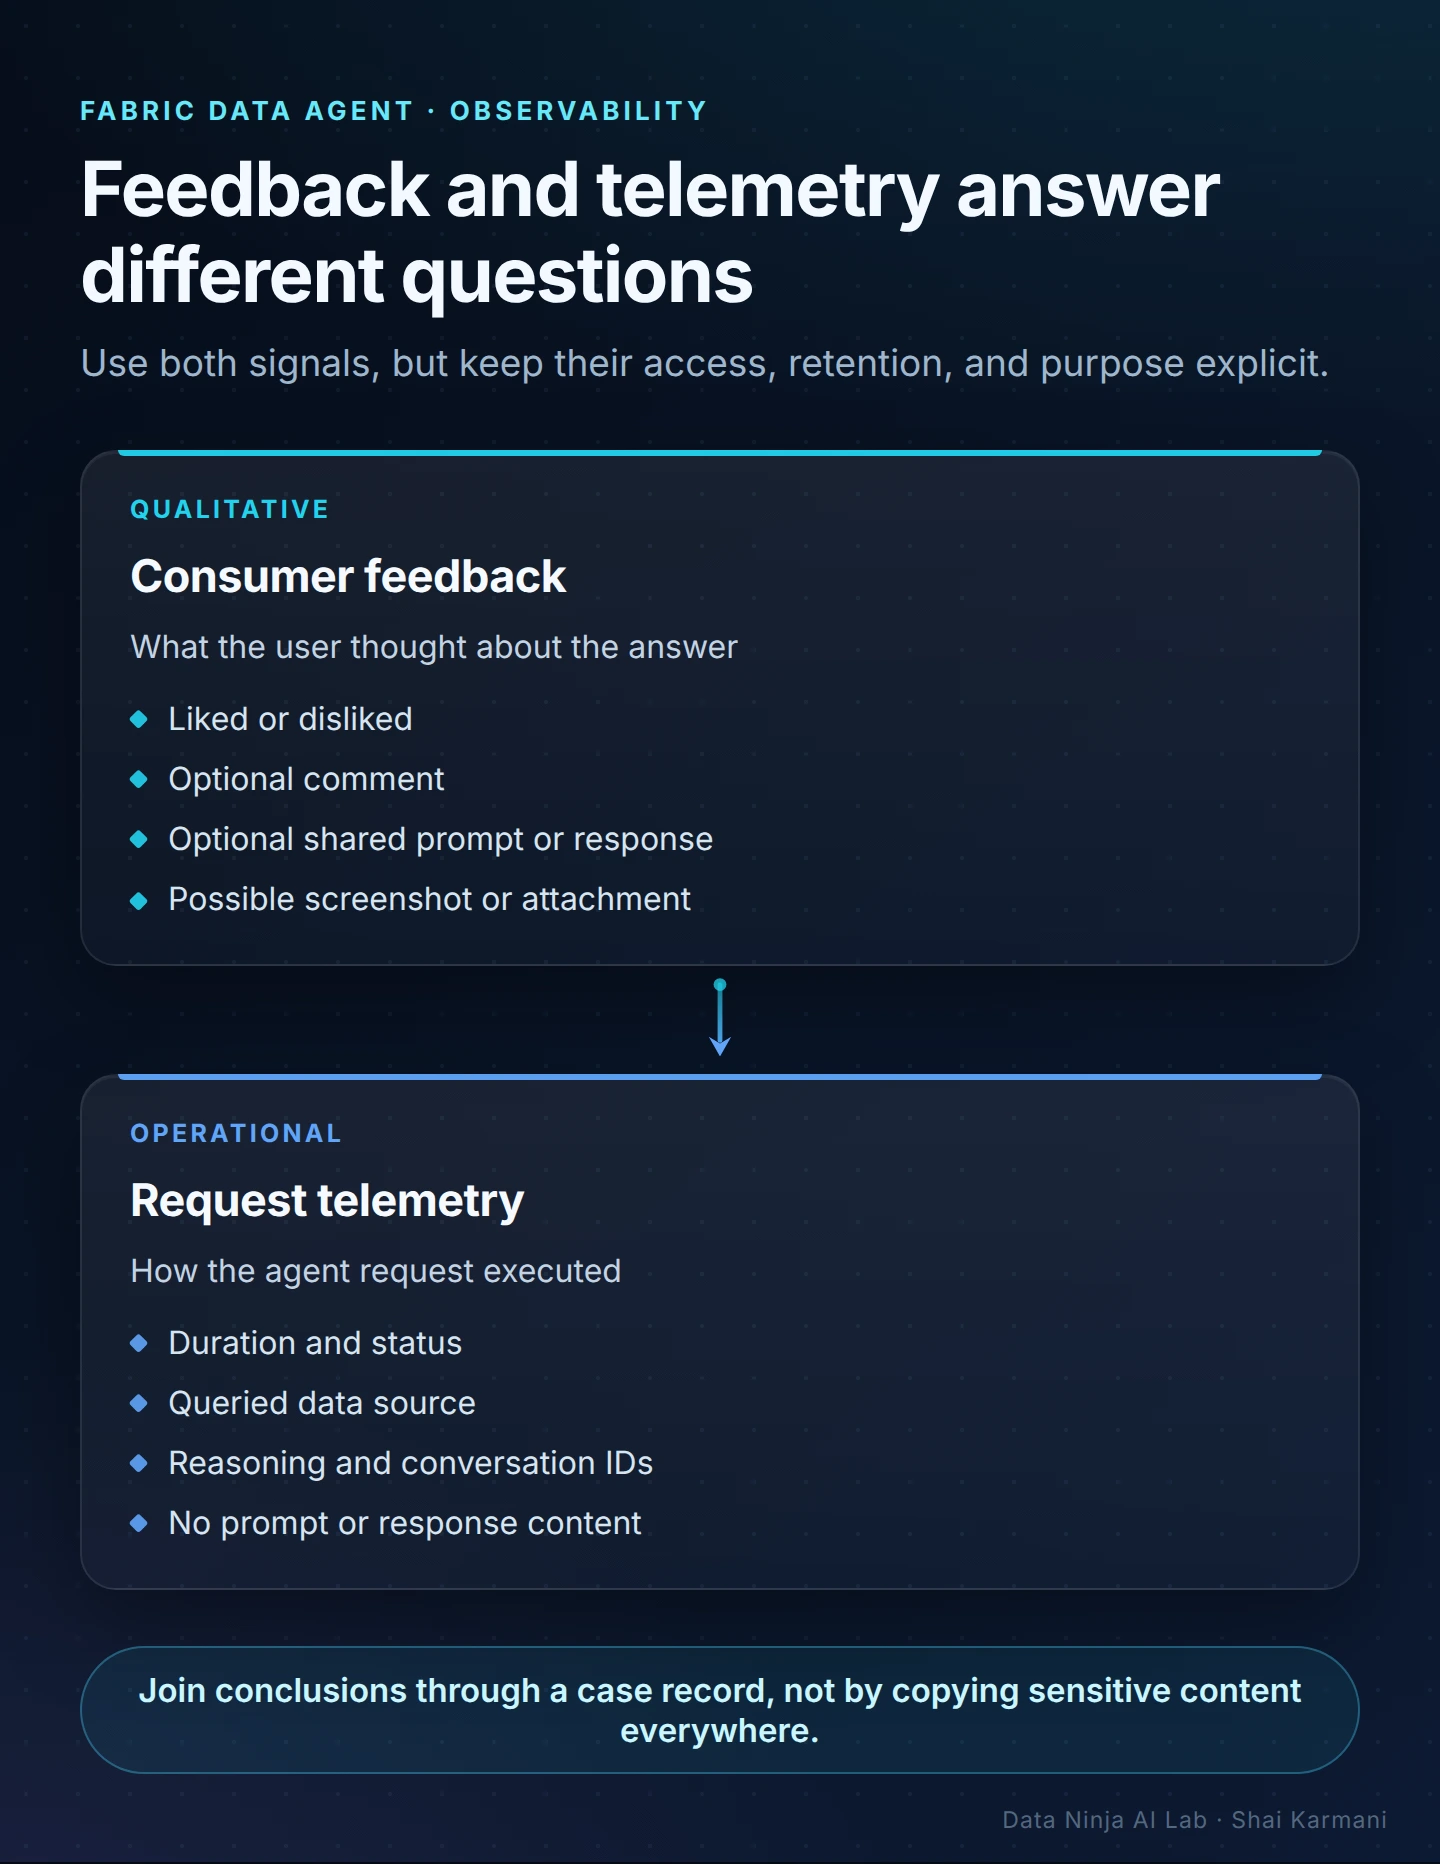 FABRIC DATA AGENT · OBSERVABILITY
Feedback and telemetry answer
different questions
Use both signals, but keep their access, retention, and purpose explicit.
QUALITATIVE
Consumer feedback
What the user thought about the answer
Liked or disliked
Optional comment
Optional shared prompt or response
Possible screenshot or attachment
OPERATIONAL
Request telemetry
How the agent request executed
Duration and status
Queried data source
Reasoning and conversation IDs
No prompt or response content
Join conclusions through a case record, not by copying sensitive content
everywhere.
Data Ninja AI Lab · Shai Karmani